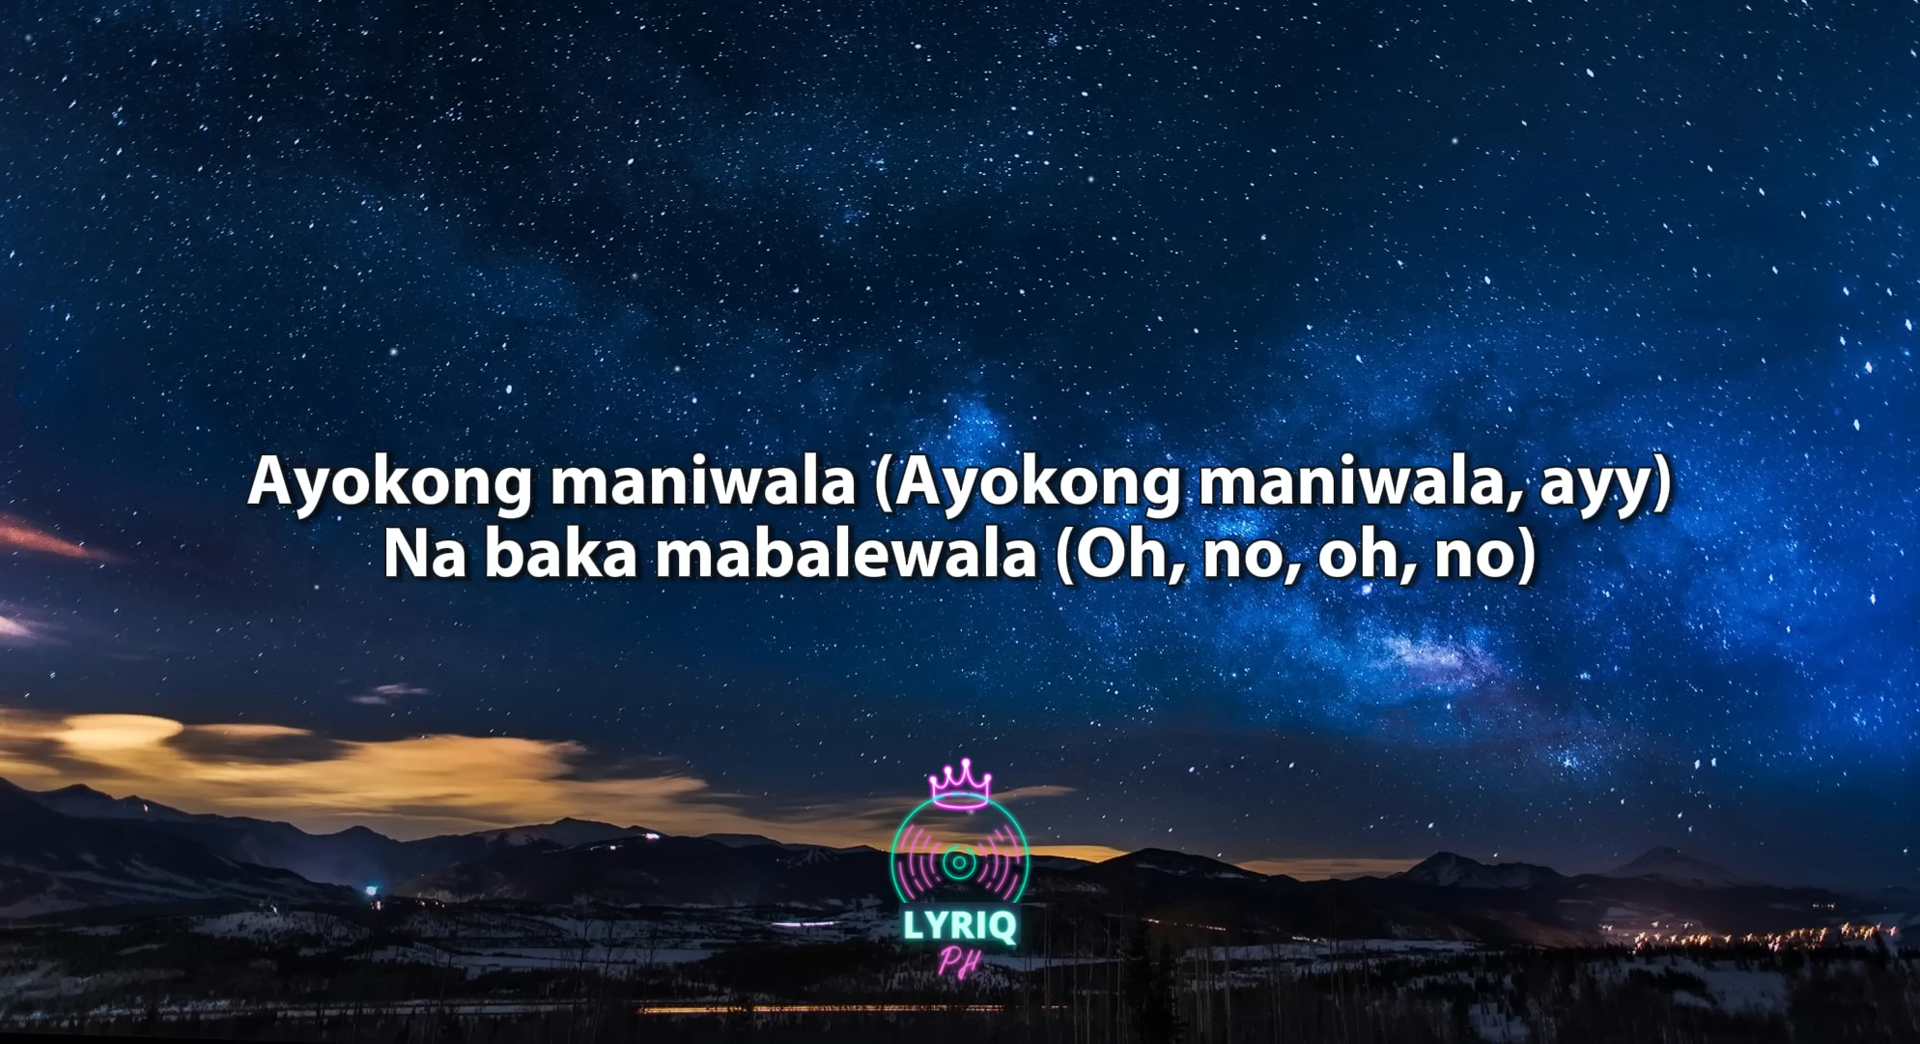 Ayokong maniwala (Ayokong maniwala, ayy)
Na baka mabalewala (Oh, no, oh, no)
LYRIQ
PH